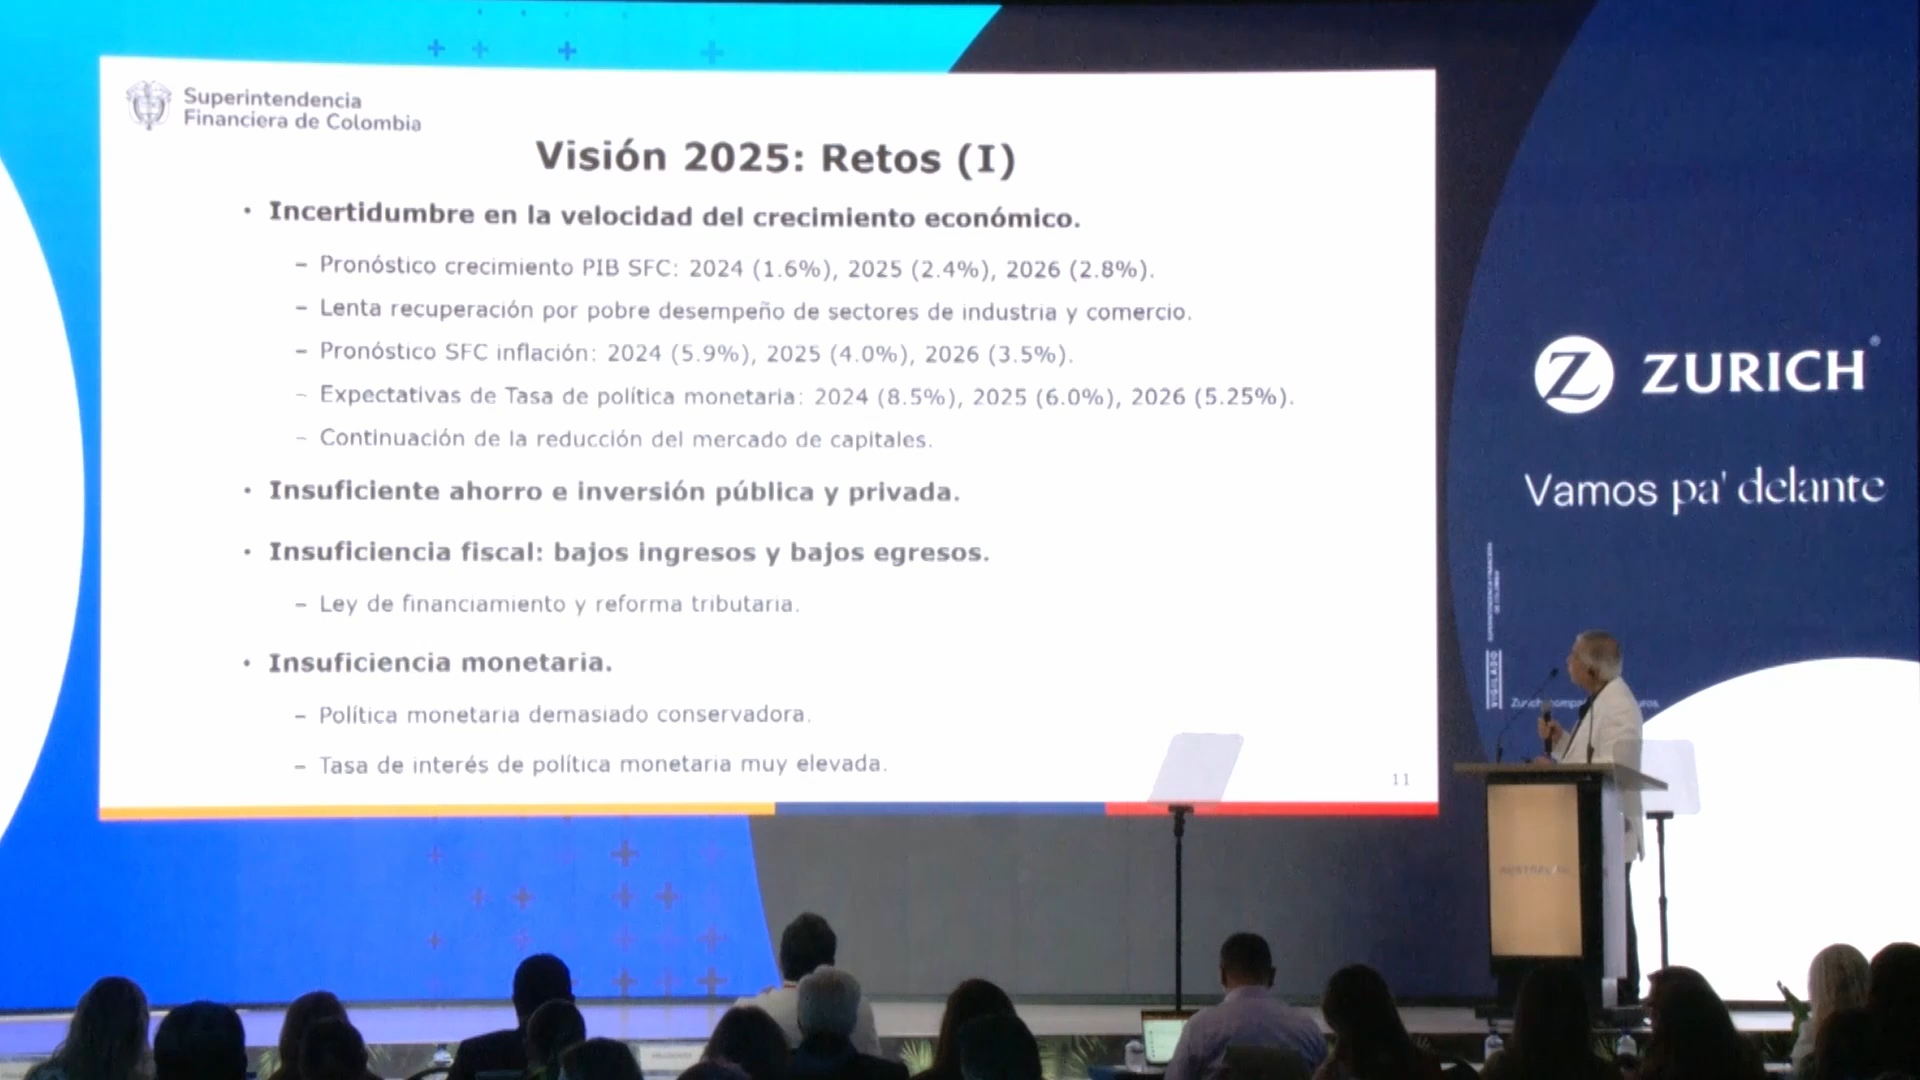 Superintendencia
Financiera de Colombia
Visión 2025: Retos (I)
• Incertidumbre en la velocidad del crecimiento económico.
– Pronóstico crecimiento PIB SFC: 2024 (1.6%), 2025 (2.4%), 2026 (2.8%).
– Lenta recuperación por pobre desempeño de sectores de industria y comercio.
– Pronóstico SFC inflación: 2024 (5.9%), 2025 (4.0%), 2026 (3.5%).
– Expectativas de Tasa de política monetaria: 2024 (8.5%), 2025 (6.0%), 2026 (5.25%).
– Continuación de la reducción del mercado de capitales.
• Insuficiente ahorro e inversión pública y privada.
• Insuficiencia fiscal: bajos ingresos y bajos egresos.
– Ley de financiamiento y reforma tributaria.
• Insuficiencia monetaria.
– Política monetaria demasiado conservadora.
– Tasa de interés de política monetaria muy elevada.
11
Z ZURICH®
Vamos pa' delante
VIGILADO SUPERINTENDENCIA FINANCIERA
DE COLOMBIA
Zurich